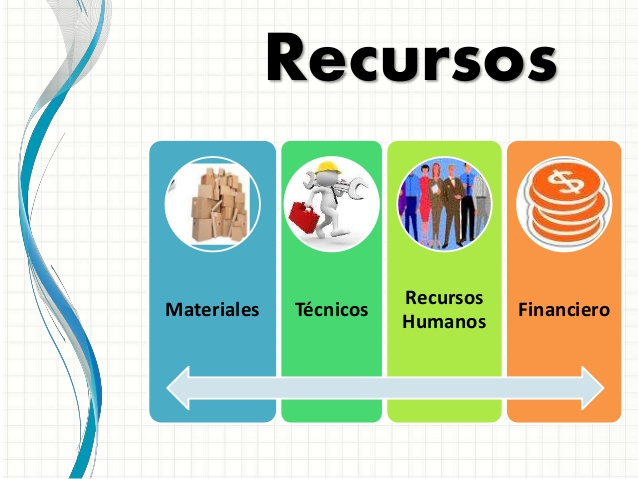 Recursos
Materiales
Técnicos
Recursos
Humanos
Financiero
$